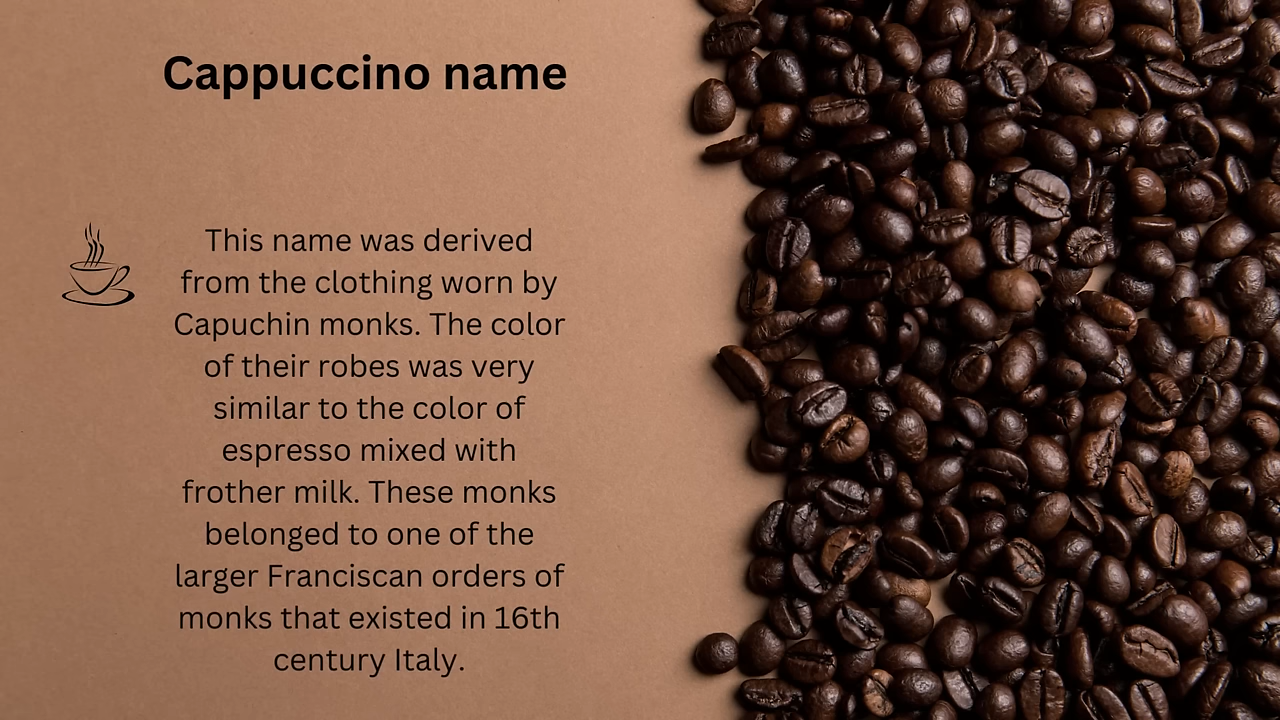 Cappuccino name
This name was derived
from the clothing worn by
Capuchin monks. The color
of their robes was very
similar to the color of
espresso mixed with
frother milk. These monks
belonged to one of the
larger Franciscan orders of
monks that existed in 16th
century Italy.